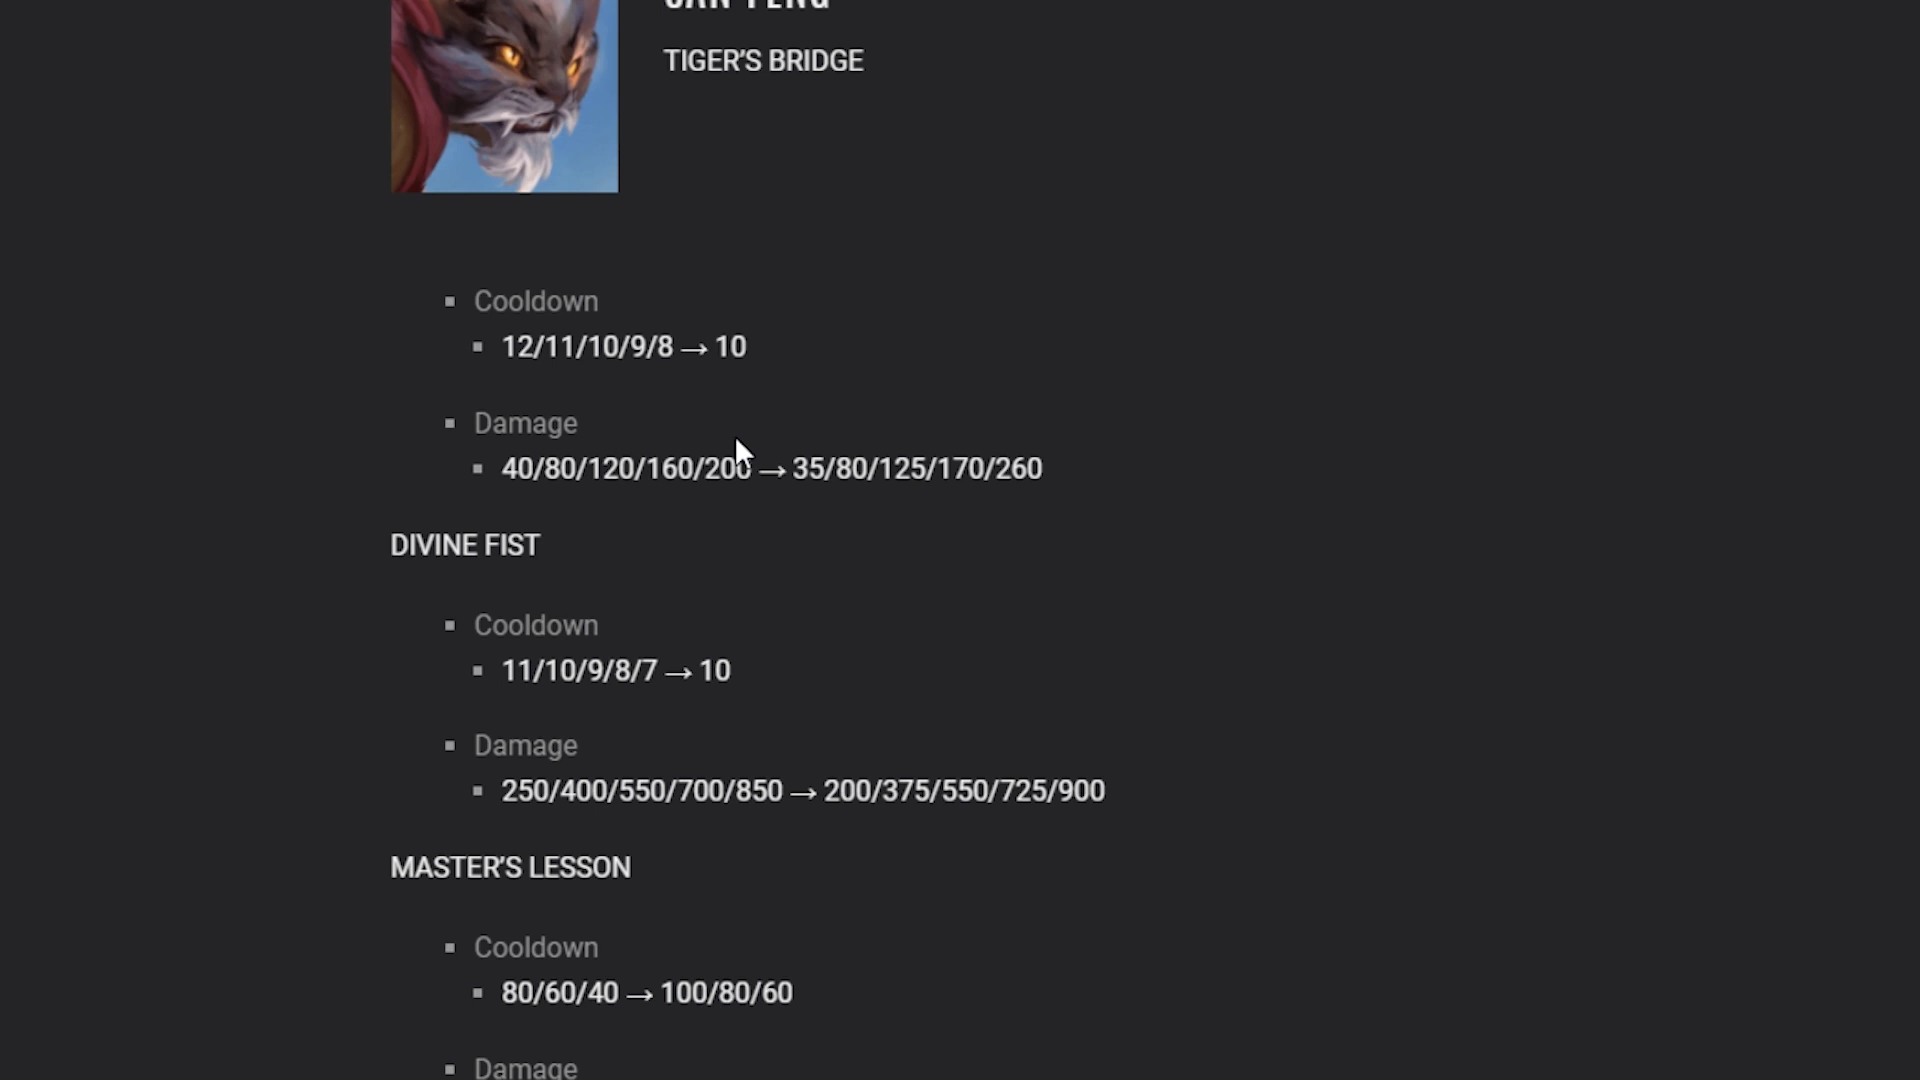 SAN FENG
TIGER'S BRIDGE
Cooldown
12/11/10/9/8 → 10
Damage
40/80/120/160/200 → 35/80/125/170/260
DIVINE FIST
Cooldown
11/10/9/8/7 → 10
Damage
250/400/550/700/850 → 200/375/550/725/900
MASTER'S LESSON
Cooldown
80/60/40 → 100/80/60
Damage